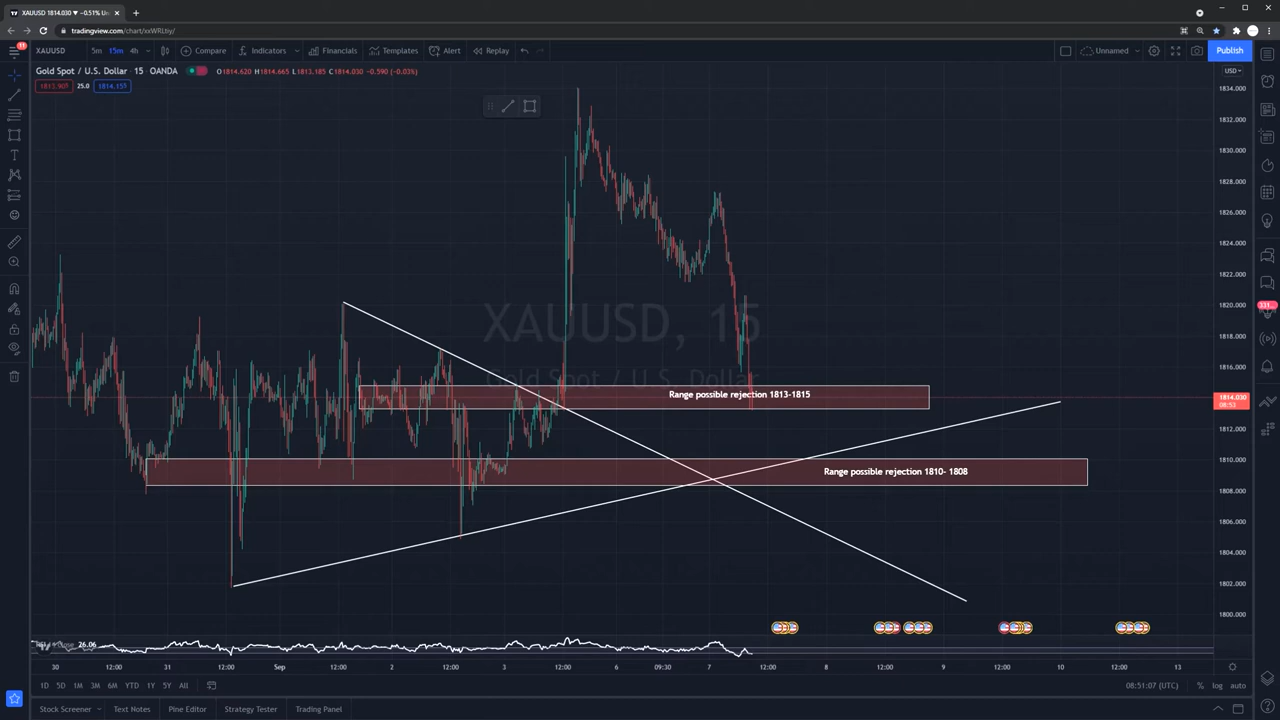 XAUUSD 1814.030 ▼ −0.51% Unnam
tradingview.com/chart/xxWRLtiy/
11
XAUUSD 5m 15m 4h Compare Indicators Financials Templates Alert Replay Unnamed Publish
Gold Spot / U.S. Dollar · 15 · OANDA O1814.620 H1814.665 L1813.185 C1814.030 −0.590 (−0.03%)
25.0
USD
1834.000
1832.000
1830.000
1828.000
1826.000
1824.000
1822.000
1820.000
1818.000
1816.000
1814.030
08:53
1812.000
1810.000
1808.000
1806.000
1804.000
1802.000
1800.000
XAUUSD, 15
Gold Spot / U.S. Dollar
Range possible rejection 1813-1815
Range possible rejection 1810- 1808
26.06
30 12:00 31 12:00 Sep 12:00 2 12:00 3 12:00 6 09:30 7 12:00 8 12:00 9 12:00 10 12:00 13
1D 5D 1M 3M 6M YTD 1Y 5Y All 08:51:07 (UTC) % log auto
Stock Screener Text Notes Pine Editor Strategy Tester Trading Panel